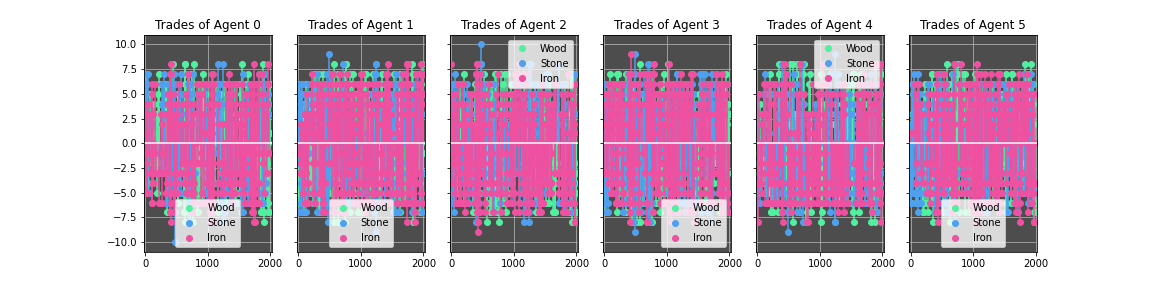 Trades of Agent 0
Trades of Agent 1
Trades of Agent 2
Trades of Agent 3
Trades of Agent 4
Trades of Agent 5
10.0
7.5
5.0
2.5
0.0
−2.5
−5.0
−7.5
−10.0
Wood
Stone
Iron
Wood
Stone
Iron
Wood
Stone
Iron
Wood
Stone
Iron
Wood
Stone
Iron
Wood
Stone
Iron
0 1000 2000
0 1000 2000
0 1000 2000
0 1000 2000
0 1000 2000
0 1000 2000